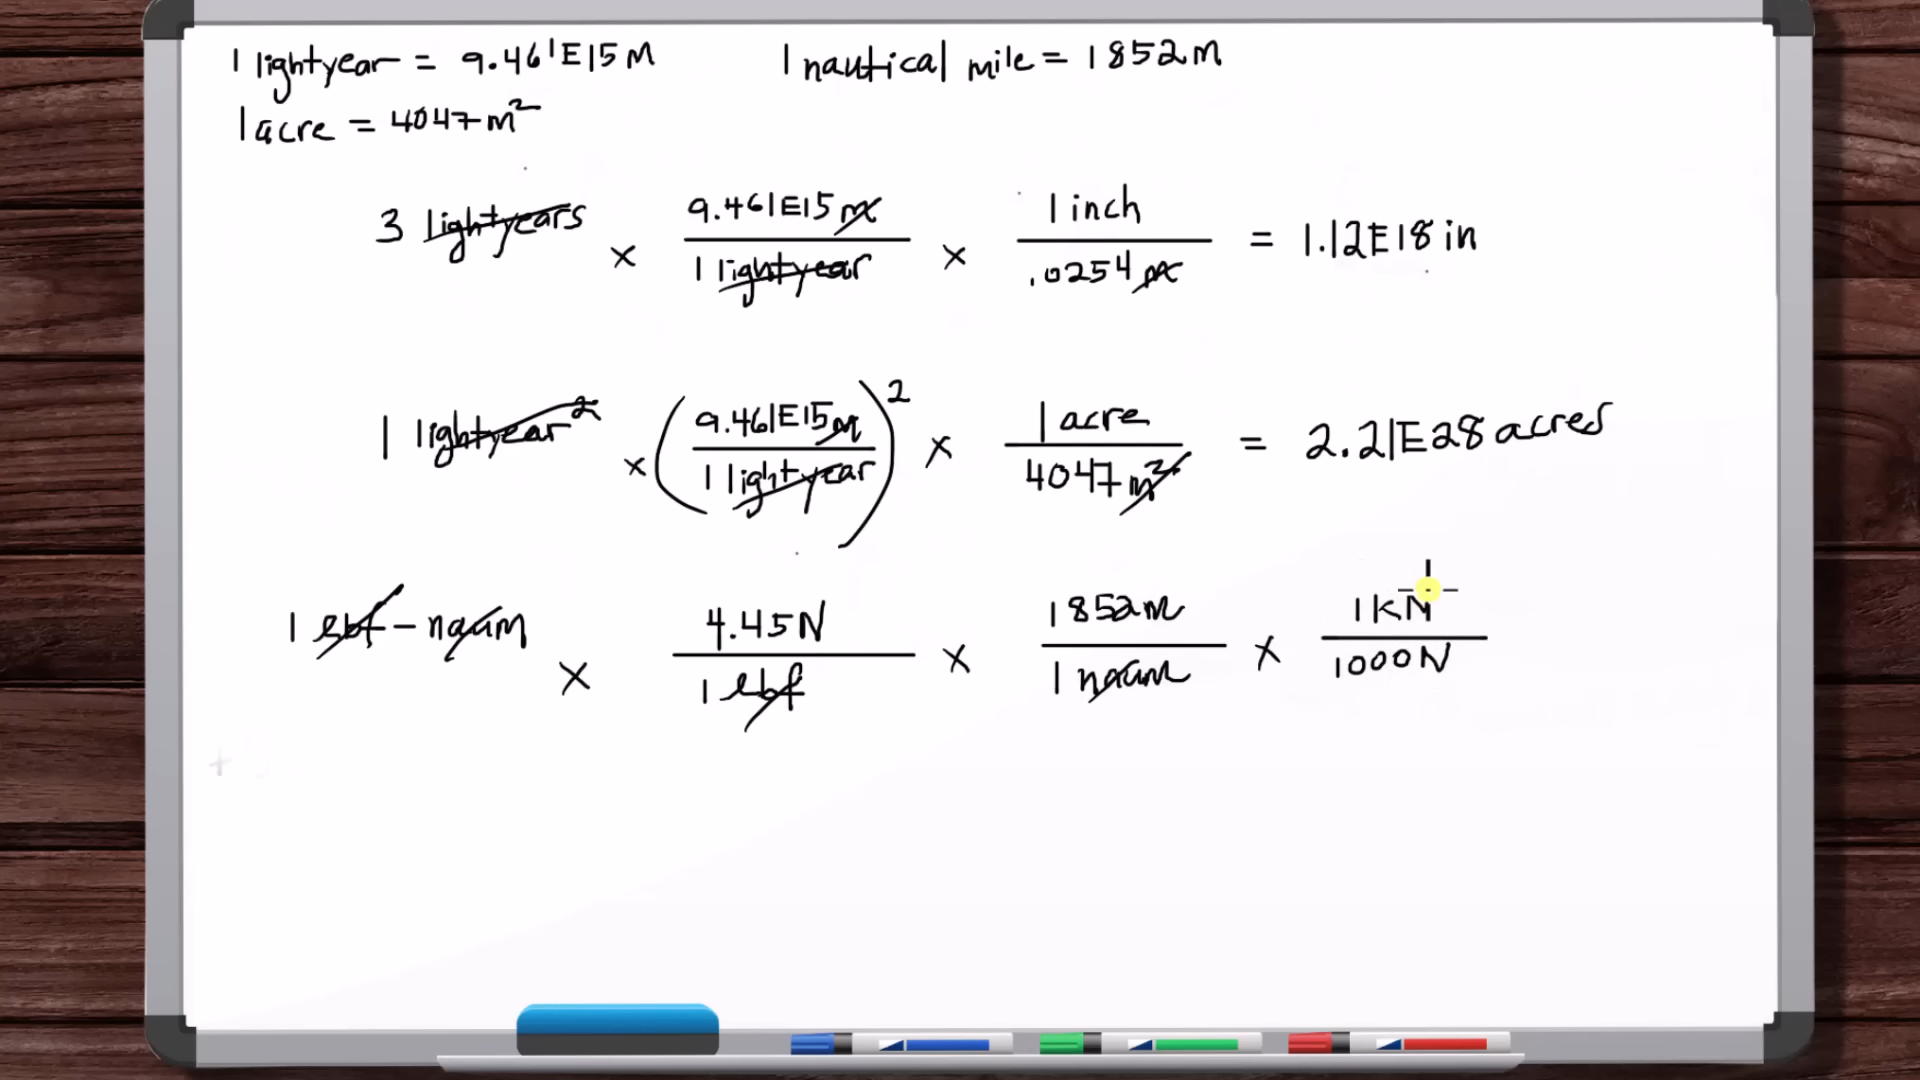 1 lightyear = 9.461E15 M 1 nautical mile = 1852 m
1 acre = 4047 m²
3 lightyears × 9.461E15 m / 1 lightyear × 1 inch / .0254 m = 1.12E18 in
1 lightyear² × (9.461E15 m / 1 lightyear)² × 1 acre / 4047 m² = 2.21E28 acres
1 lbf - naum × 4.45 N / 1 lbf × 1852 m / 1 naum × 1 kN / 1000 N